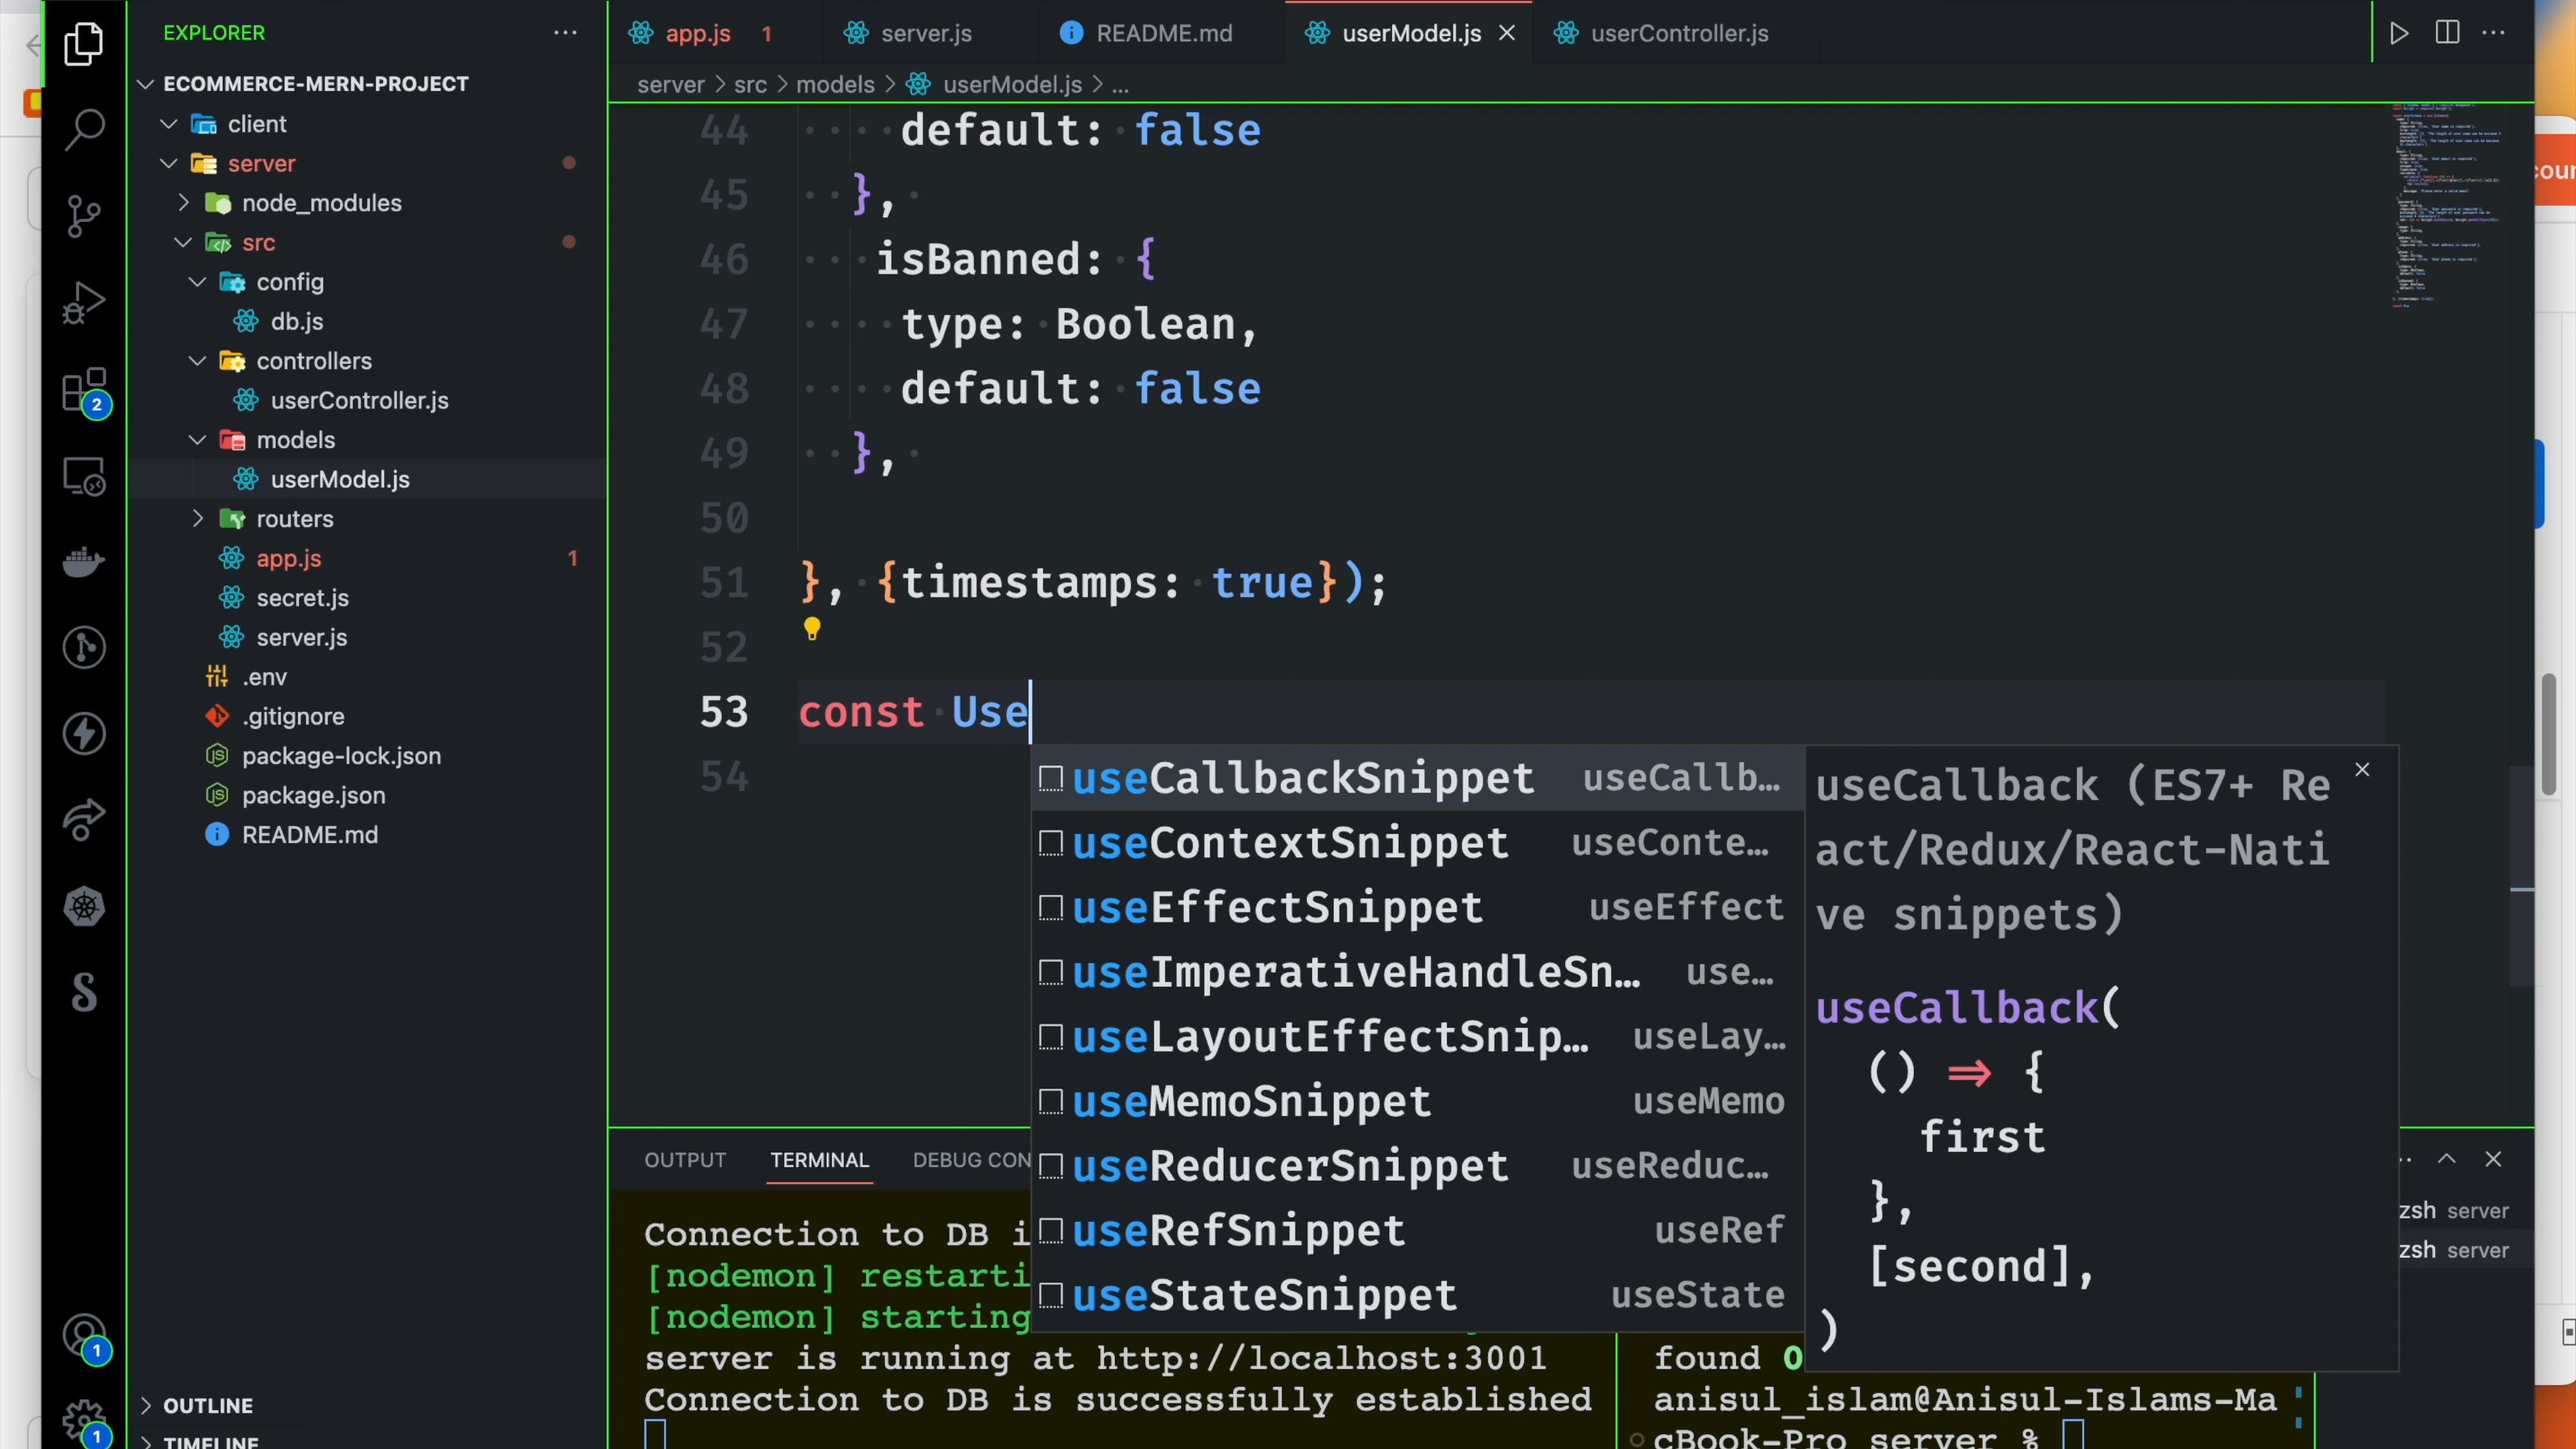 EXPLORER
ECOMMERCE-MERN-PROJECT
client
server
node_modules
src
config
db.js
controllers
userController.js
models
userModel.js
routers
app.js 1
secret.js
server.js
.env
.gitignore
package-lock.json
package.json
README.md
OUTLINE
TIMELINE
2
1
1
app.js 1
server.js
README.md
userModel.js
userController.js
server > src > models > userModel.js > ...
44 default: false
45 },
46 isBanned: {
47 type: Boolean,
48 default: false
49 },
50
51 }, {timestamps: true});
52
53 const Use
54
useCallbackSnippet useCallb…
useContextSnippet useConte…
useEffectSnippet useEffect
useImperativeHandleSn… use…
useLayoutEffectSnip… useLay…
useMemoSnippet useMemo
useReducerSnippet useReduc…
useRefSnippet useRef
useStateSnippet useState
useCallback (ES7+ Re
act/Redux/React-Nati
ve snippets)
useCallback(
() => {
first
},
[second],
)
OUTPUT TERMINAL DEBUG CON
Connection to DB i
[nodemon] restarti
[nodemon] starting
server is running at http://localhost:3001
Connection to DB is successfully established
found 0
anisul_islam@Anisul-Islams-Ma
cBook-Pro server %
zsh server
zsh server